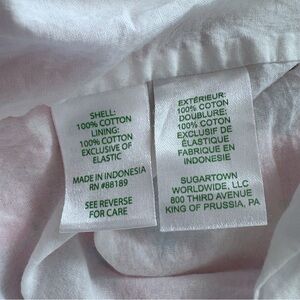 SHELL:
100% COTTON
LINING:
100% COTTON
EXCLUSIVE OF
ELASTIC
MADE IN INDONESIA
RN #88189
SEE REVERSE
FOR CARE
EXTÉRIEUR:
100% COTON
DOUBLURE:
100% COTON
EXCLUSIF DE
ÉLASTIQUE
FABRIQUE EN
INDONESIE
SUGARTOWN
WORLDWIDE, LLC
800 THIRD AVENUE
KING OF PRUSSIA, PA